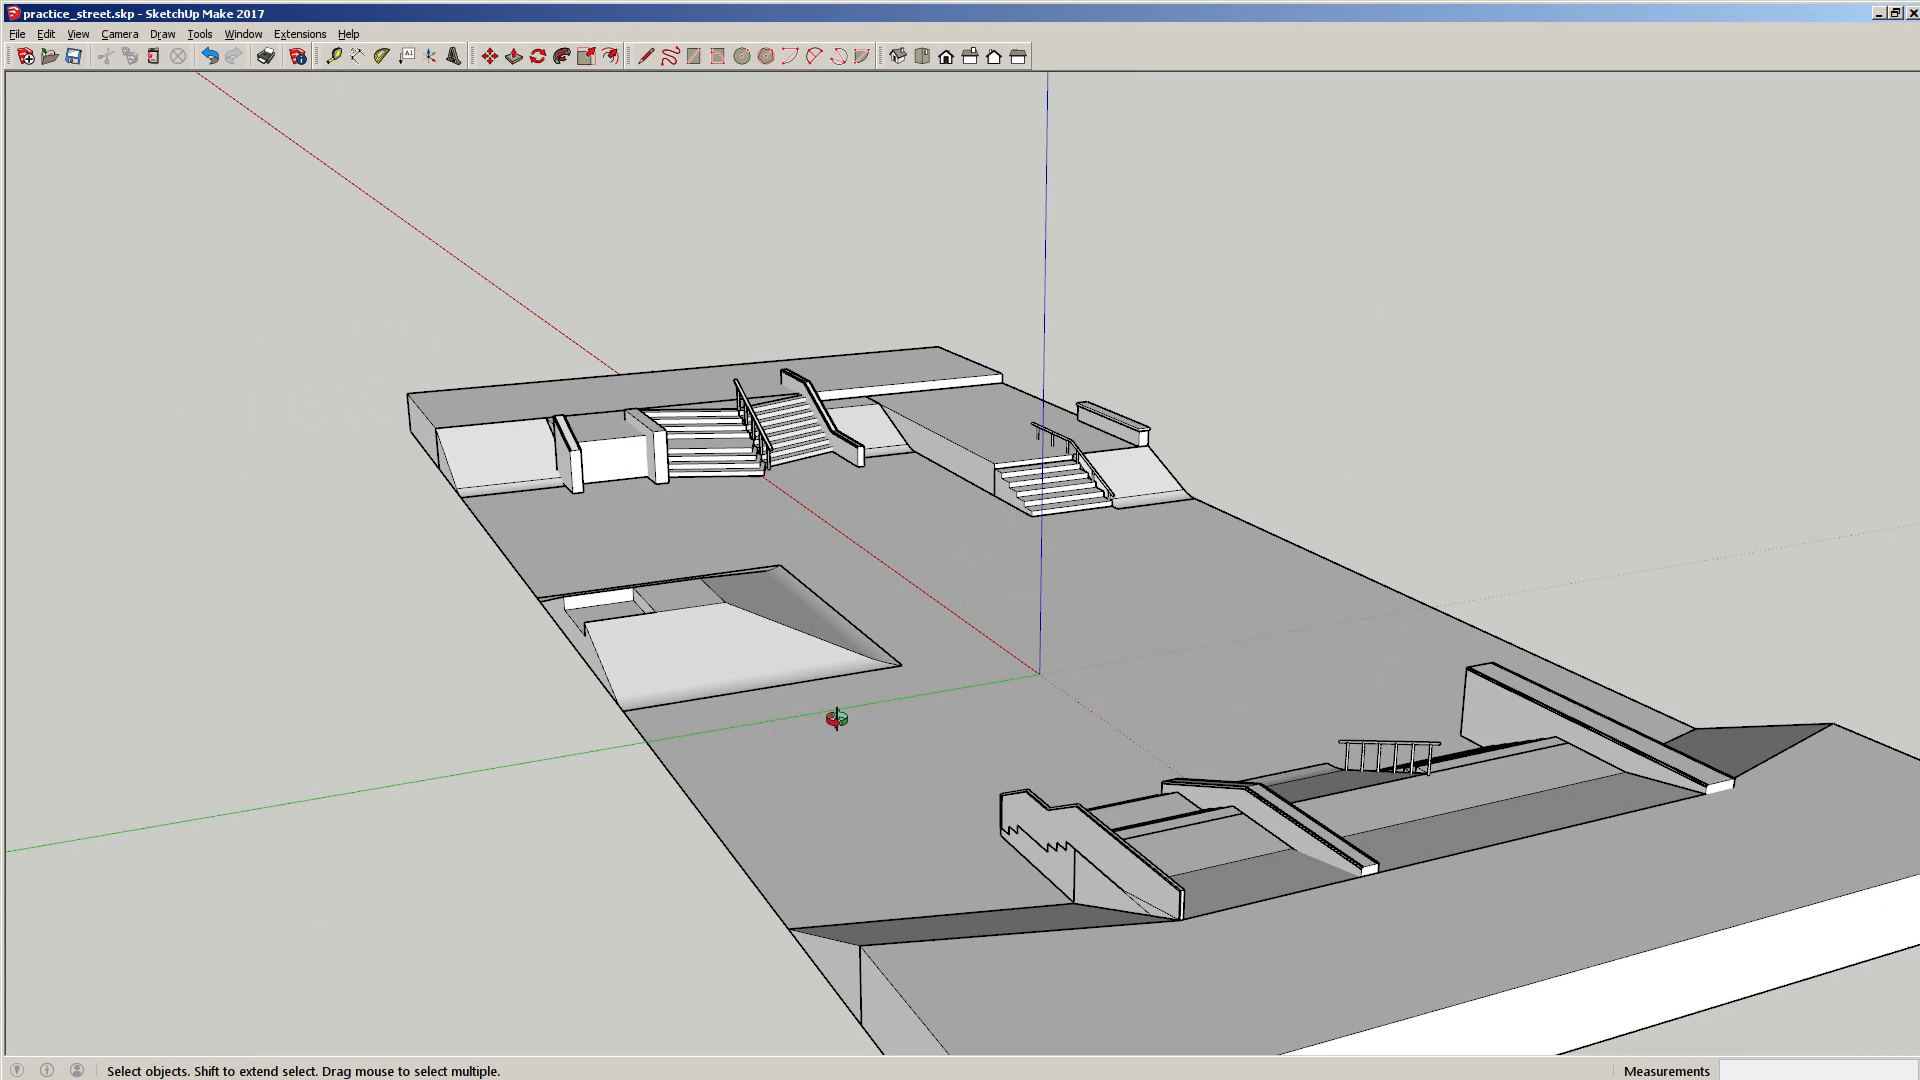 practice_street.skp - SketchUp Make 2017
File Edit View Camera Draw Tools Window Extensions Help
A1
Select objects. Shift to extend select. Drag mouse to select multiple.
Measurements